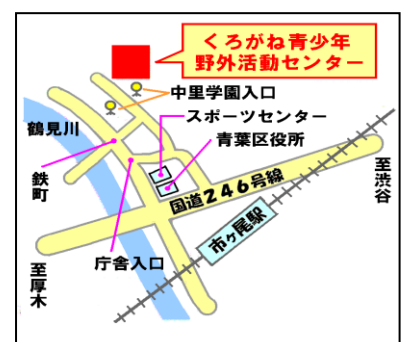 くろがね青少年
野外活動センター
中里学園入口
スポーツセンター
鶴見川
青葉区役所
至渋谷
鉄町
国道246号線
市ヶ尾駅
庁舎入口
至厚木